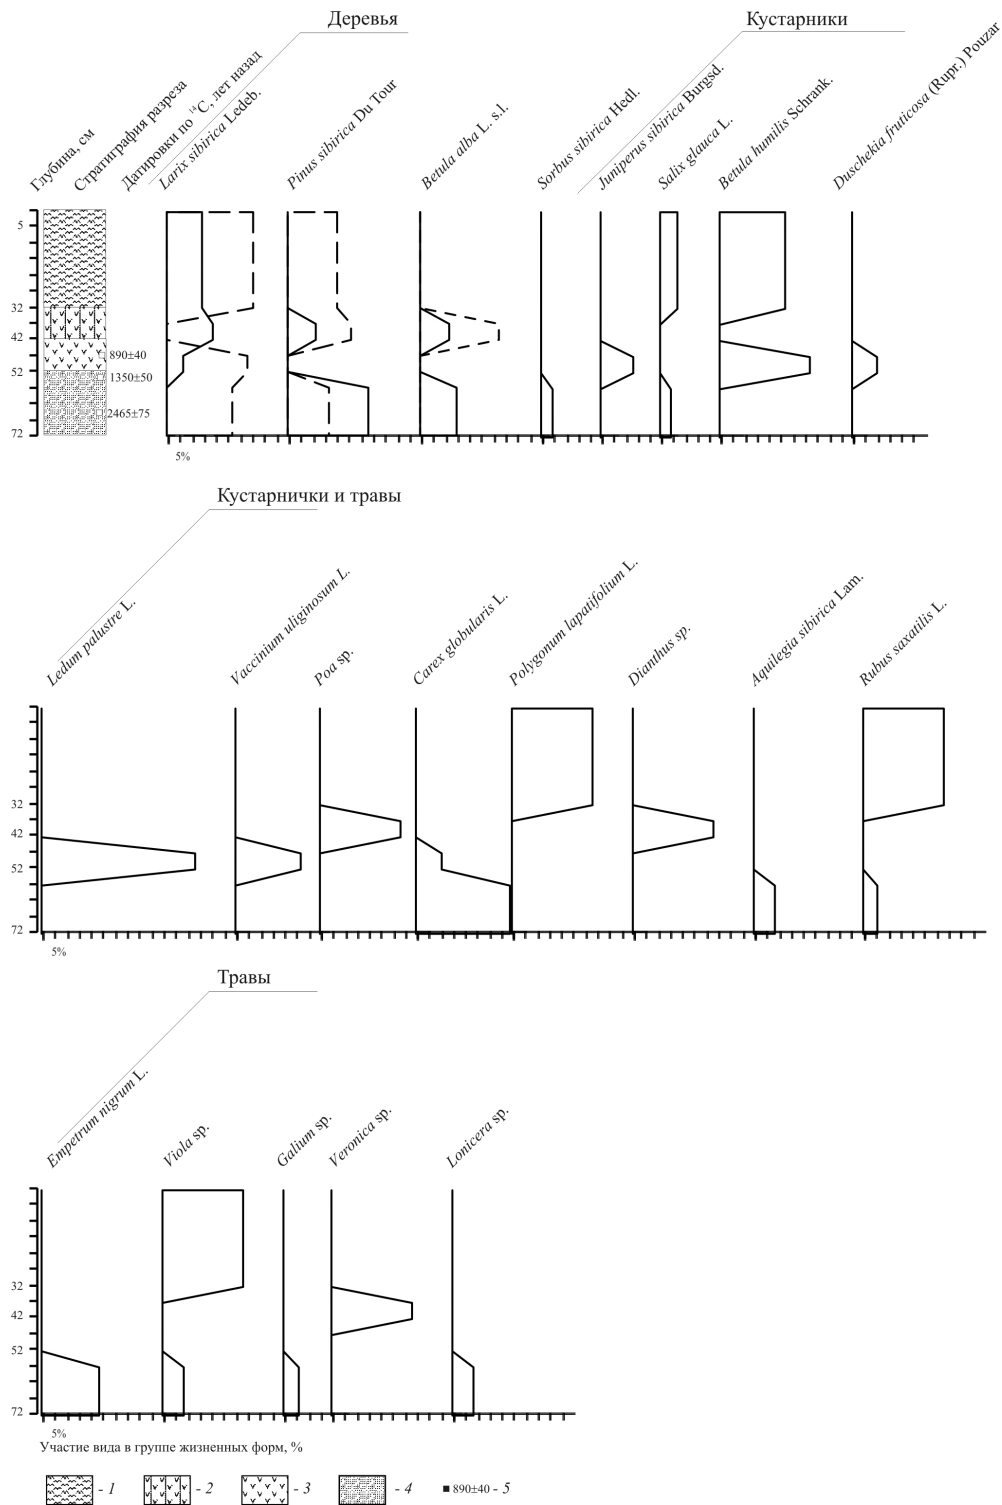 Деревья
Кустарники
Глубина, см
Стратиграфия разреза
Датировки по ¹⁴С, лет назад
Larix sibirica Ledeb.
Pinus sibirica Du Tour
Betula alba L. s.l.
Sorbus sibirica Hedl.
Juniperus sibirica Burgsd.
Salix glauca L.
Betula humilis Schrank.
Duschekia fruticosa (Rupr.) Pouzar
5
32
42
52
72
890±40
1350±50
2465±75
5%
Кустарнички и травы
Ledum palustre L.
Vaccinium uliginosum L.
Poa sp.
Carex globularis L.
Polygonum lapatifolium L.
Dianthus sp.
Aquilegia sibirica Lam.
Rubus saxatilis L.
32
42
52
72
5%
Травы
Empetrum nigrum L.
Viola sp.
Galium sp.
Veronica sp.
Lonicera sp.
32
42
52
72
5%
Участие вида в группе жизненных форм, %
- 1 - 2 - 3 - 4 890±40 - 5